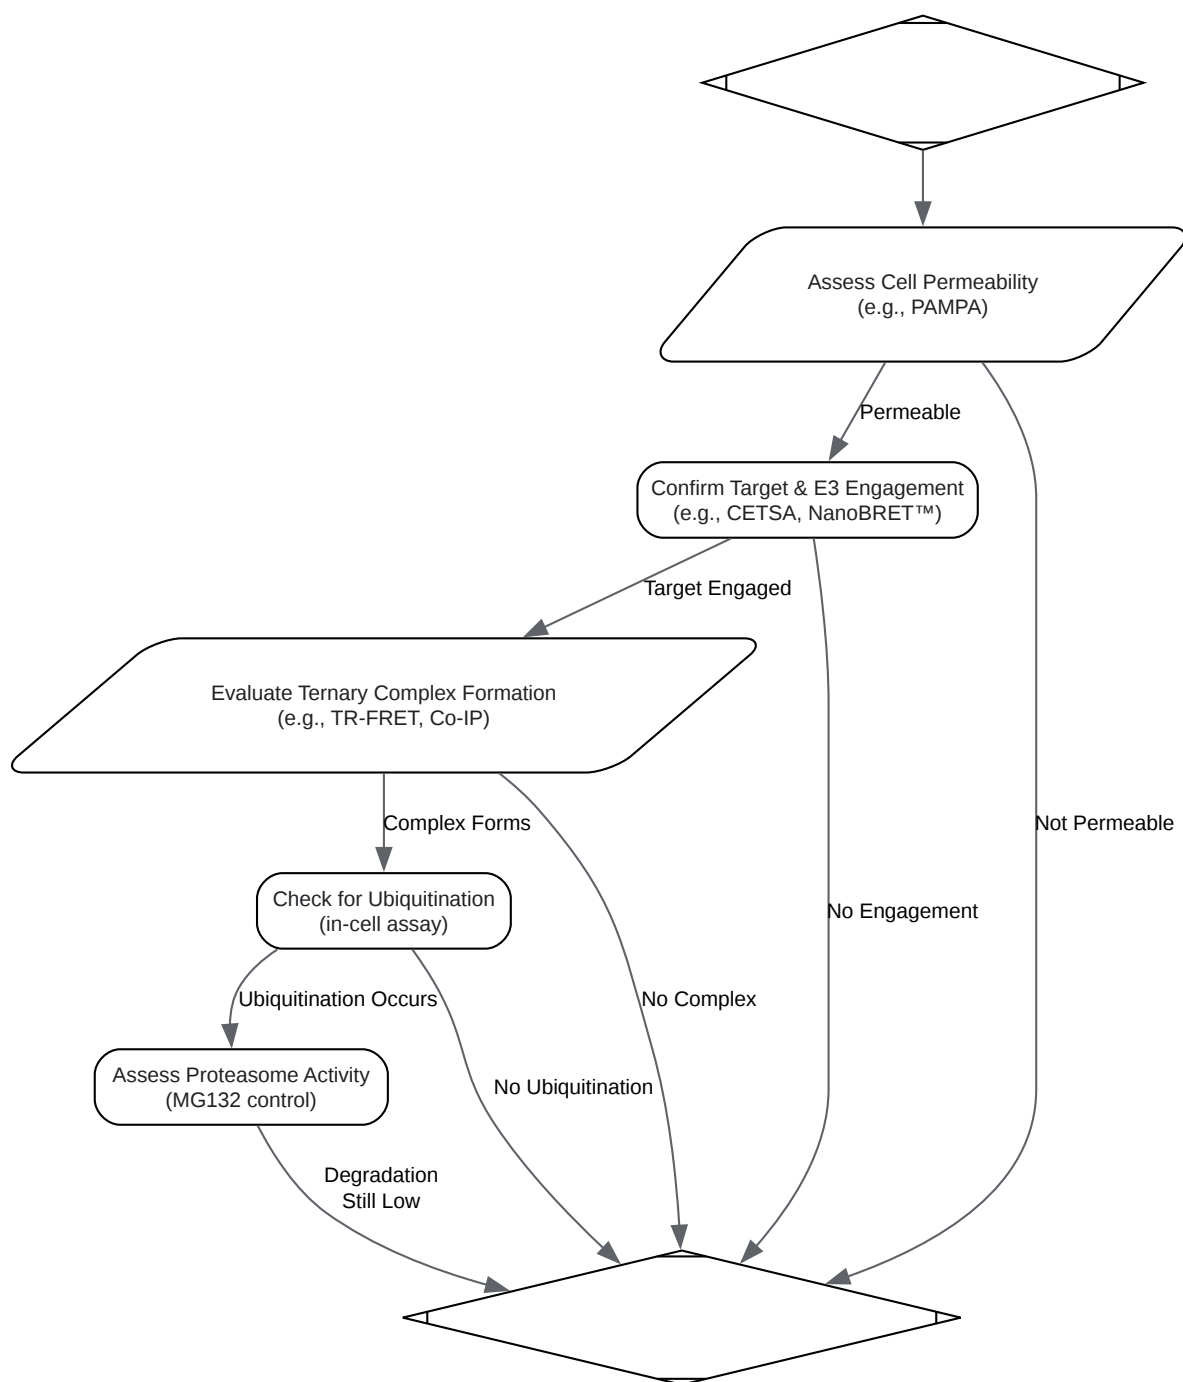 Assess Cell Permeability
(e.g., PAMPA)
Permeable
Confirm Target & E3 Engagement
(e.g., CETSA, NanoBRET™)
Target Engaged
Evaluate Ternary Complex Formation
(e.g., TR-FRET, Co-IP)
Complex Forms
Not Permeable
Check for Ubiquitination
(in-cell assay)
No Engagement
Ubiquitination Occurs
No Complex
Assess Proteasome Activity
(MG132 control)
No Ubiquitination
Degradation
Still Low